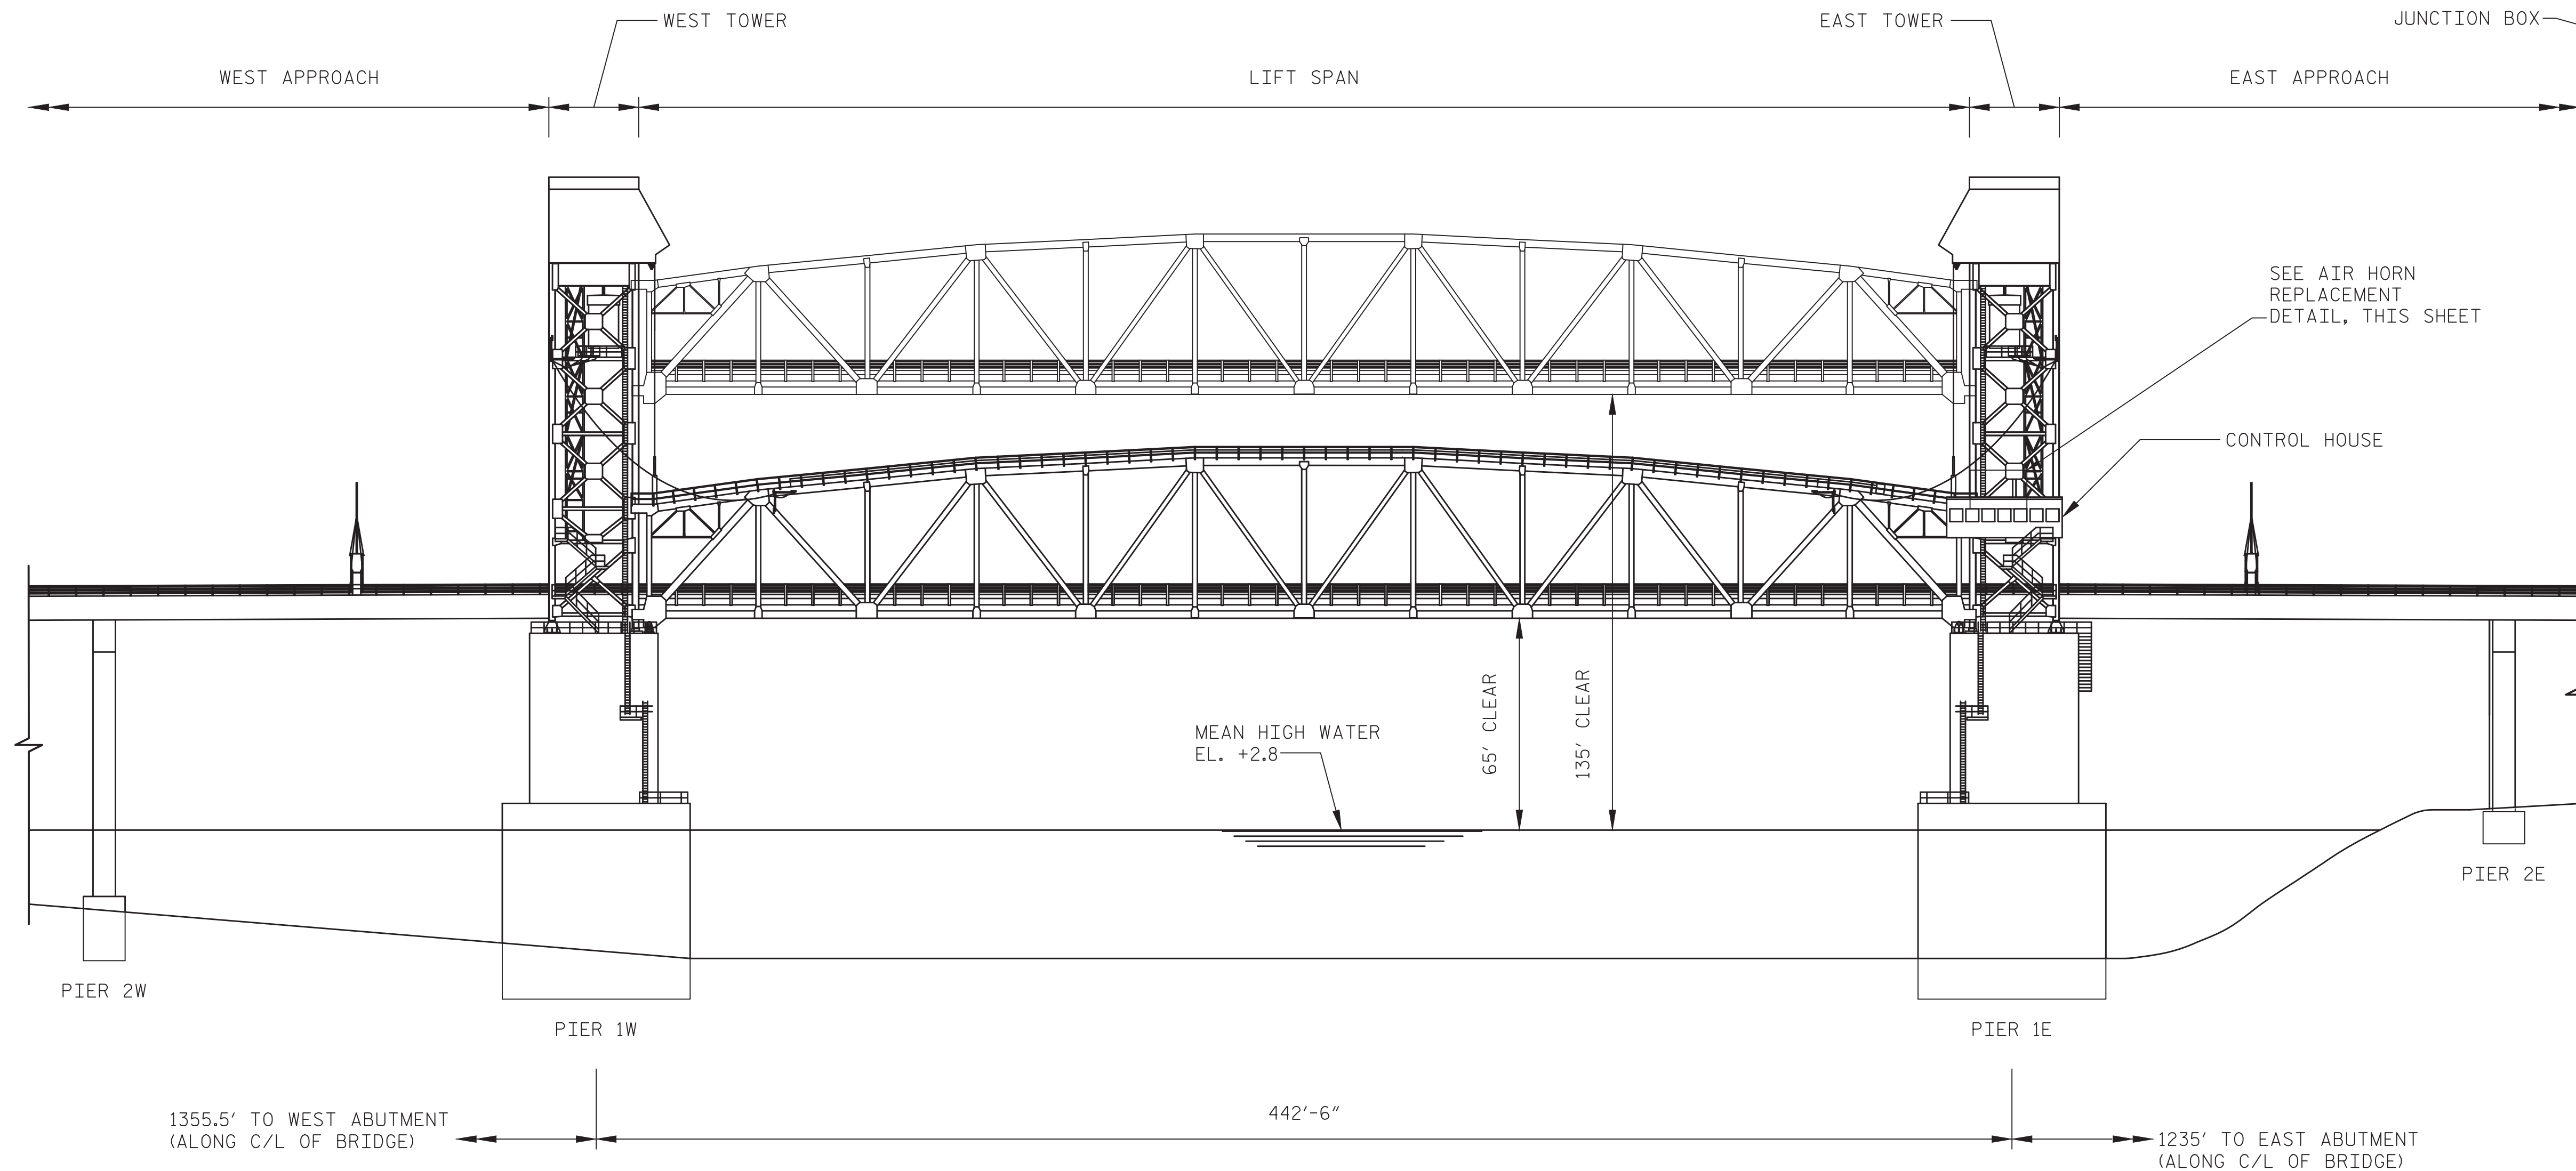 WEST TOWER
EAST TOWER
JUNCTION BOX
WEST APPROACH
LIFT SPAN
EAST APPROACH
SEE AIR HORN
REPLACEMENT
DETAIL, THIS SHEET
CONTROL HOUSE
65' CLEAR
135' CLEAR
MEAN HIGH WATER
EL. +2.8
PIER 2E
PIER 2W
PIER 1W
PIER 1E
1355.5' TO WEST ABUTMENT
(ALONG C/L OF BRIDGE)
442'-6"
1235' TO EAST ABUTMENT
(ALONG C/L OF BRIDGE)